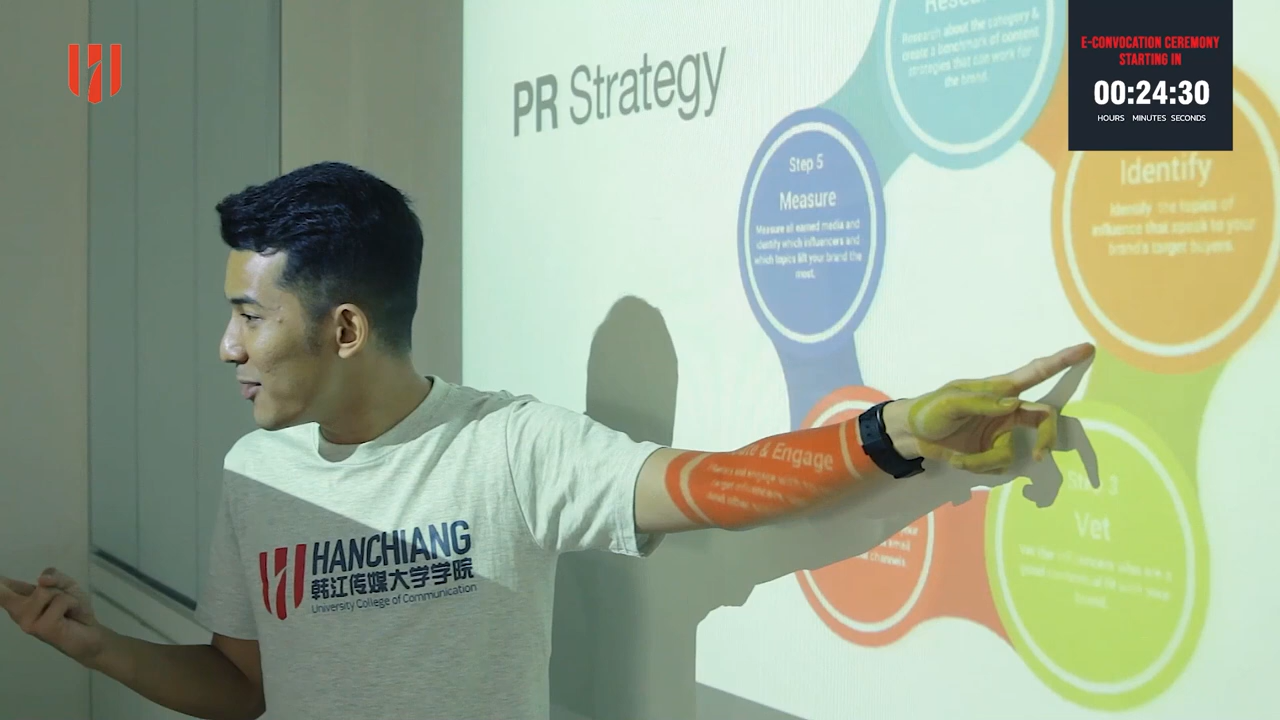 E-CONVOCATION CEREMONY
STARTING IN
00:24:30
HOURS MINUTES SECONDS
PR Strategy
Research about the category &
create a benchmark of content
strategies that can work for
the brand.
Step 5
Measure
Measure all earned media and
identify which influencers and
which topics lift your brand the
most.
Identify
Identify the topics of
influence that speak to your
brand's target buyers.
& Engage
Step 3
Vet
HANCHIANG
韩江传媒大学学院
University College of Communication